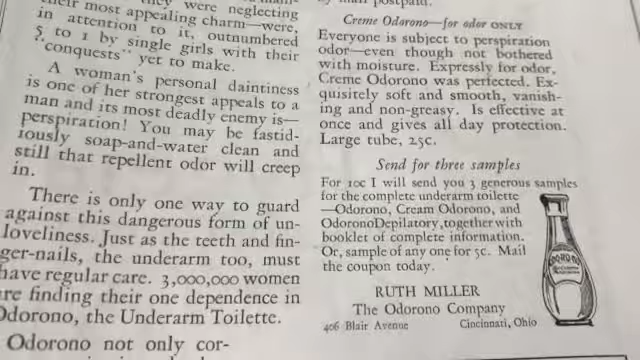 were neglecting
their most appealing charm—were,
in attention to it, outnumbered
5 to 1 by single girls with their
"conquests" yet to make.
A woman's personal daintiness
is one of her strongest appeals to a
man and its most deadly enemy is—
perspiration! You may be fastid-
iously soap-and-water clean and
still that repellent odor will creep
in.
There is only one way to guard
against this dangerous form of un-
loveliness. Just as the teeth and fin-
ger-nails, the underarm too, must
have regular care. 3,000,000 women
are finding their one dependence in
Odorono, the Underarm Toilette.
Odorono not only cor-
by mail postpaid.
Creme Odorono—for odor ONLY
Everyone is subject to perspiration
odor—even though not bothered
with moisture. Expressly for odor,
Creme Odorono was perfected. Ex-
quisitely soft and smooth, vanish-
ing and non-greasy. Is effective at
once and gives all day protection.
Large tube, 25c.
Send for three samples
For 10c I will send you 3 generous samples
for the complete underarm toilette
—Odorono, Cream Odorono, and
OdoronoDepilatory, together with
booklet of complete information.
Or, sample of any one for 5c. Mail
the coupon today.
RUTH MILLER
The Odorono Company
406 Blair Avenue Cincinnati, Ohio
ODORONO